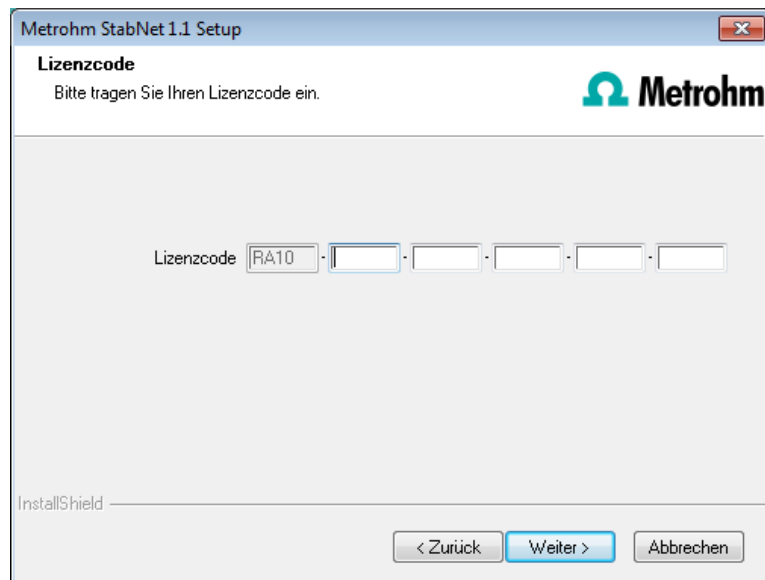 Metrohm StabNet 1.1 Setup
Lizenzcode
Bitte tragen Sie Ihren Lizenzcode ein.
Metrohm
Lizenzcode RA10 - - - - -
InstallShield
< Zurück Weiter > Abbrechen